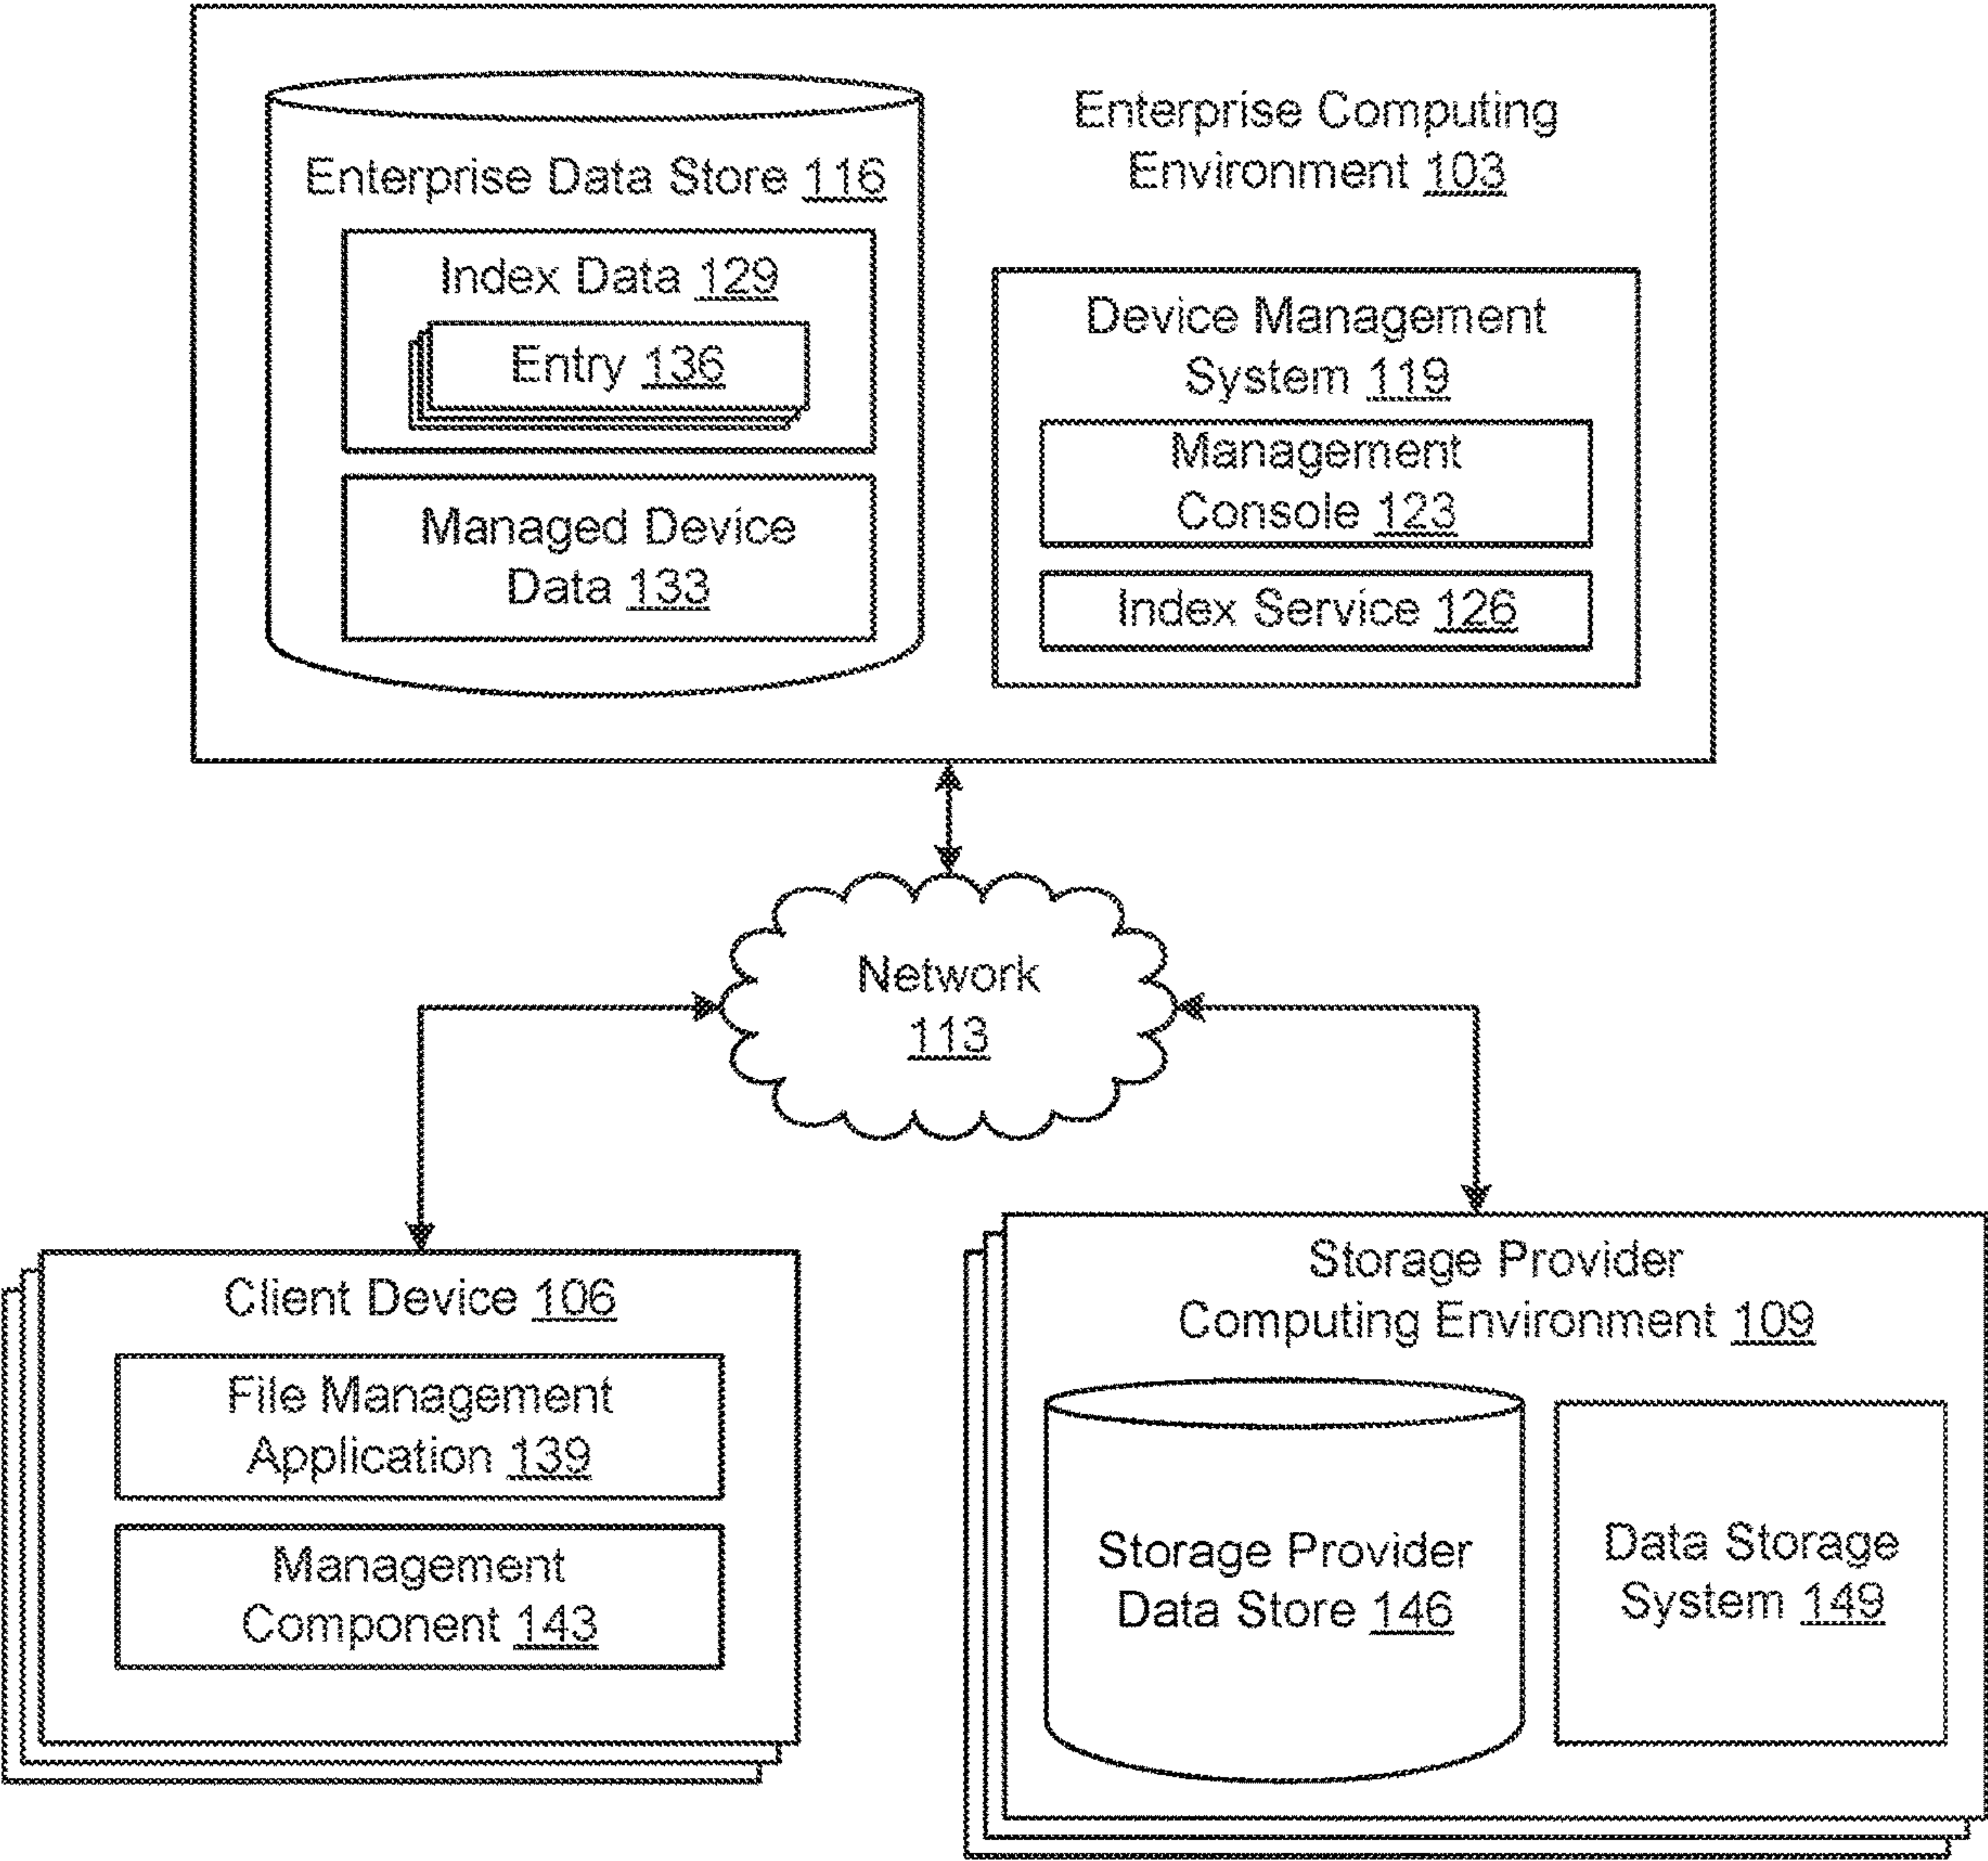 Enterprise Computing
Environment 103
Enterprise Data Store 116
Index Data 129
Entry 136
Managed Device
Data 133
Device Management
System 119
Management
Console 123
Index Service 126
Network
113
Client Device 106
File Management
Application 139
Management
Component 143
Storage Provider
Computing Environment 109
Storage Provider
Data Store 146
Data Storage
System 149